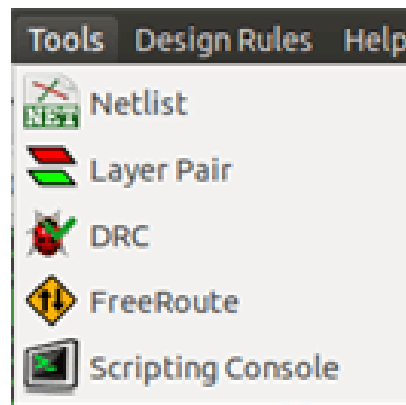 Tools Design Rules Help
NET Netlist
Layer Pair
DRC
FreeRoute
Scripting Console